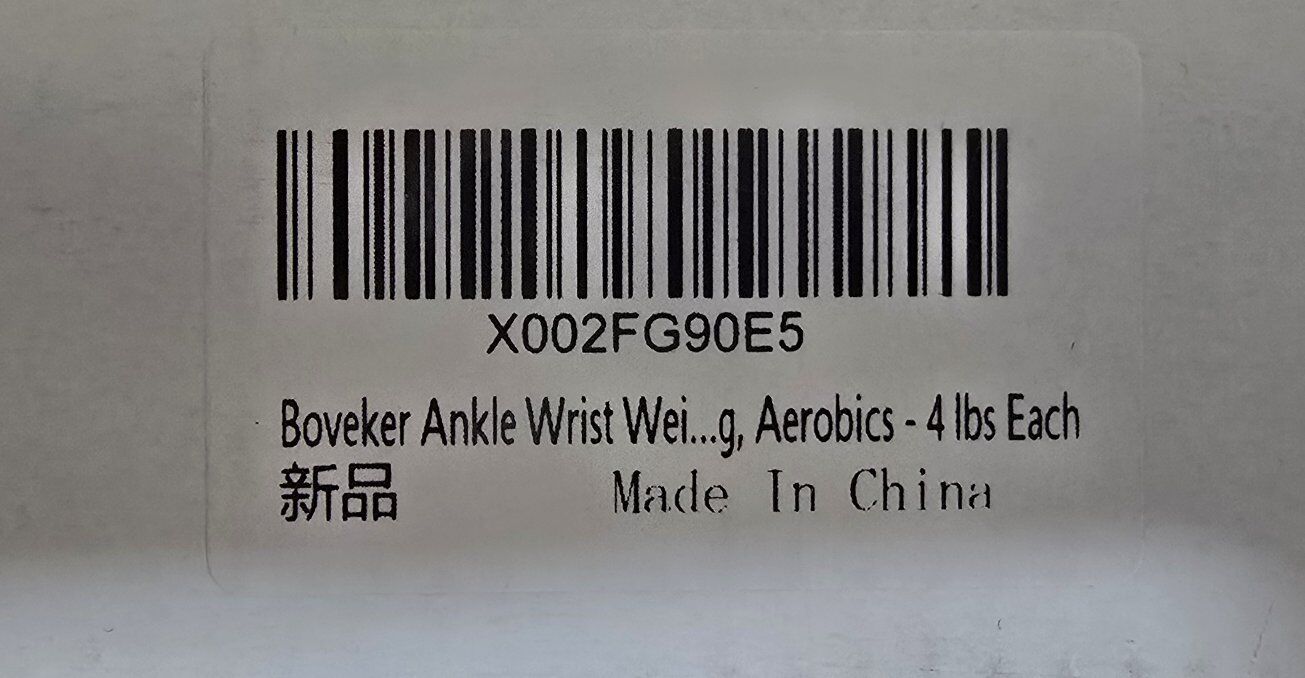 X002FG90E5
Boveker Ankle Wrist Wei...g, Aerobics - 4 lbs Each
新品 Made In China